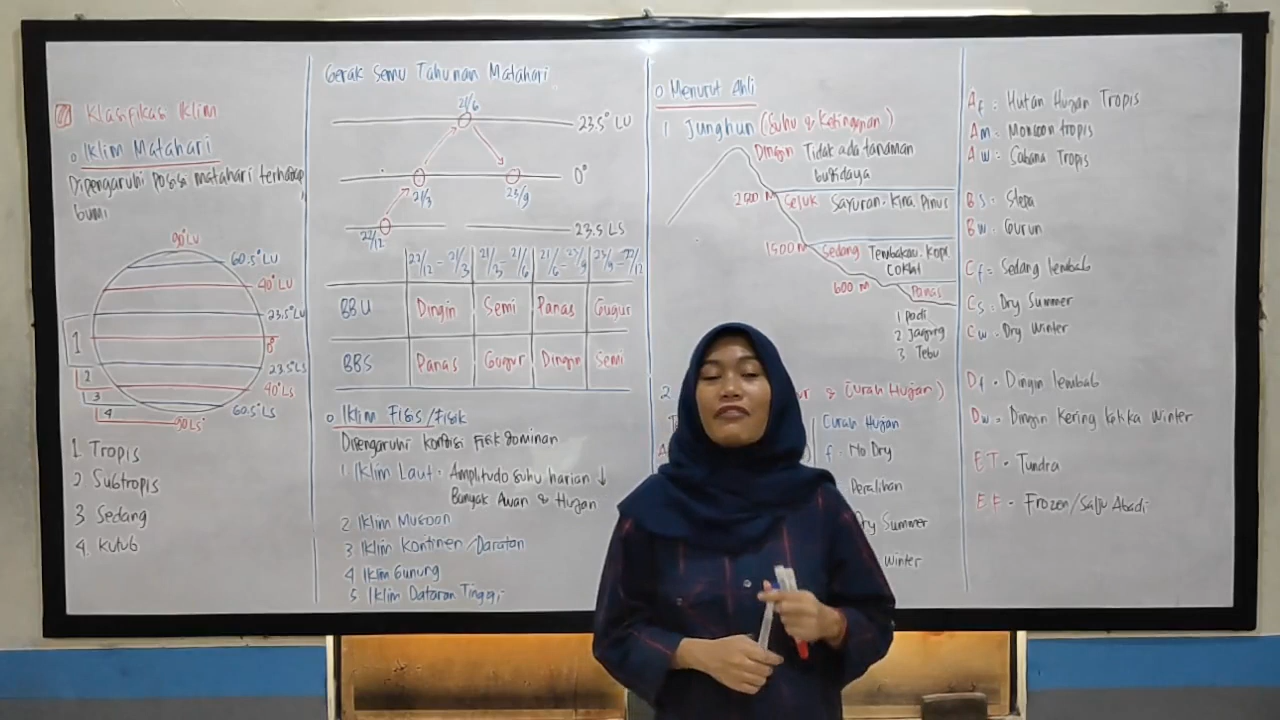 Klasifikasi Iklim
o Iklim Matahari
Dipengaruhi posisi matahari terhadap
bumi
90° LU
60.5° LU
40° LU
23.5° LU
0°
23.5° LS
40° LS
60.5° LS
90° LS
1
2
3
4
1 Tropis
2 Subtropis
3 Sedang
4. Kutub
Gerak Semu Tahunan Matahari
21/6
23.5° LU
0°
21/3
23/9
22/12
23.5 LS
22/12 - 21/3 21/3 - 21/6 21/6 - 23/9 23/9 - 22/12
BBU Dingin Semi Panas Gugur
BBS Panas Gugur Dingin Semi
o Iklim Fisis/Fisik
Dipengaruhi kondisi fisik dominan
1 Iklim Laut = Amplitudo suhu harian ↓
Banyak Awan & Hujan
2 Iklim Muson
3 Iklim Kontinen/Daratan
4 Iklim Gunung
5 Iklim Dataran Tinggi
o Menurut Ahli
1 Junghun (Suhu & Ketinggian)
Dingin Tidak ada tanaman
budidaya
2500 M Sejuk Sayuran. Kina. Pinus
1500 M Sedang Tembakau. Kopi
Coklat
600 m Panas
1 Padi
2 Jagung
3 Tebu
2
& Curah Hujan)
Curah Hujan
A
f = No Dry
Peralihan
Dry Summer
Winter
Af = Hutan Hujan Tropis
Am = Monsoon tropis
Aw = Sabana Tropis
BS = Stepa
BW = Gurun
Cf = Sedang lembab
Cs = Dry Summer
Cw = Dry Winter
Df = Dingin lembab
Dw = Dingin Kering ketika Winter
ET = Tundra
EF = Frozen/Salju Abadi